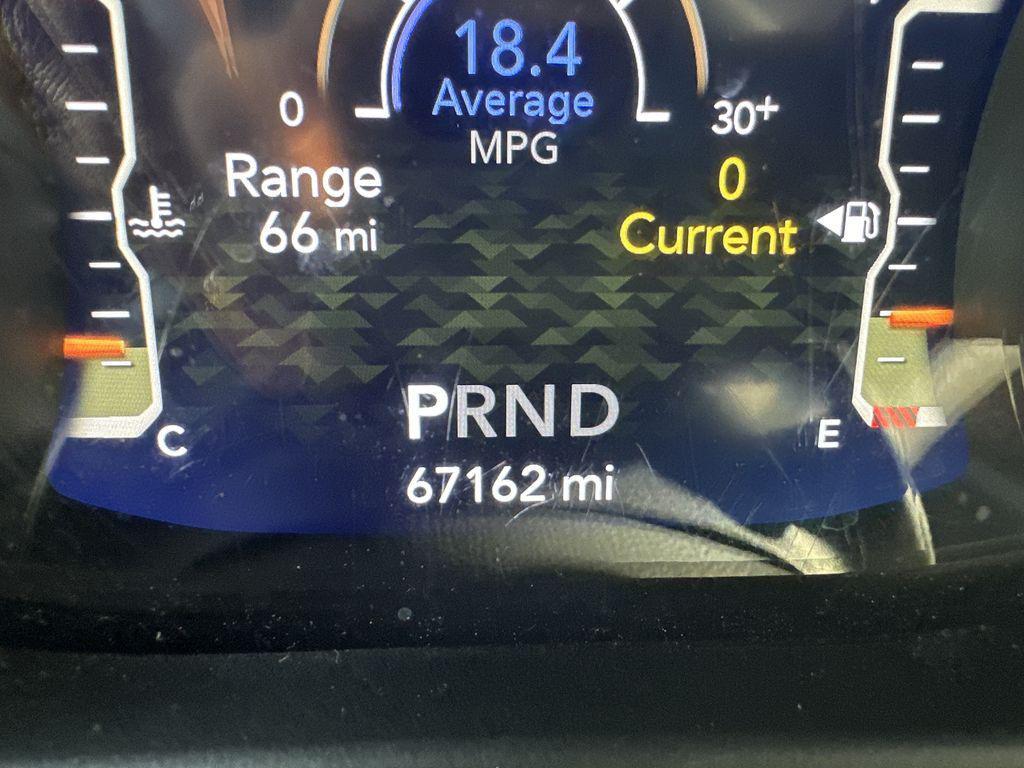 18.4
Average
MPG
0
30+
Range
66 mi
0
Current
PRND
C
E
67162 mi